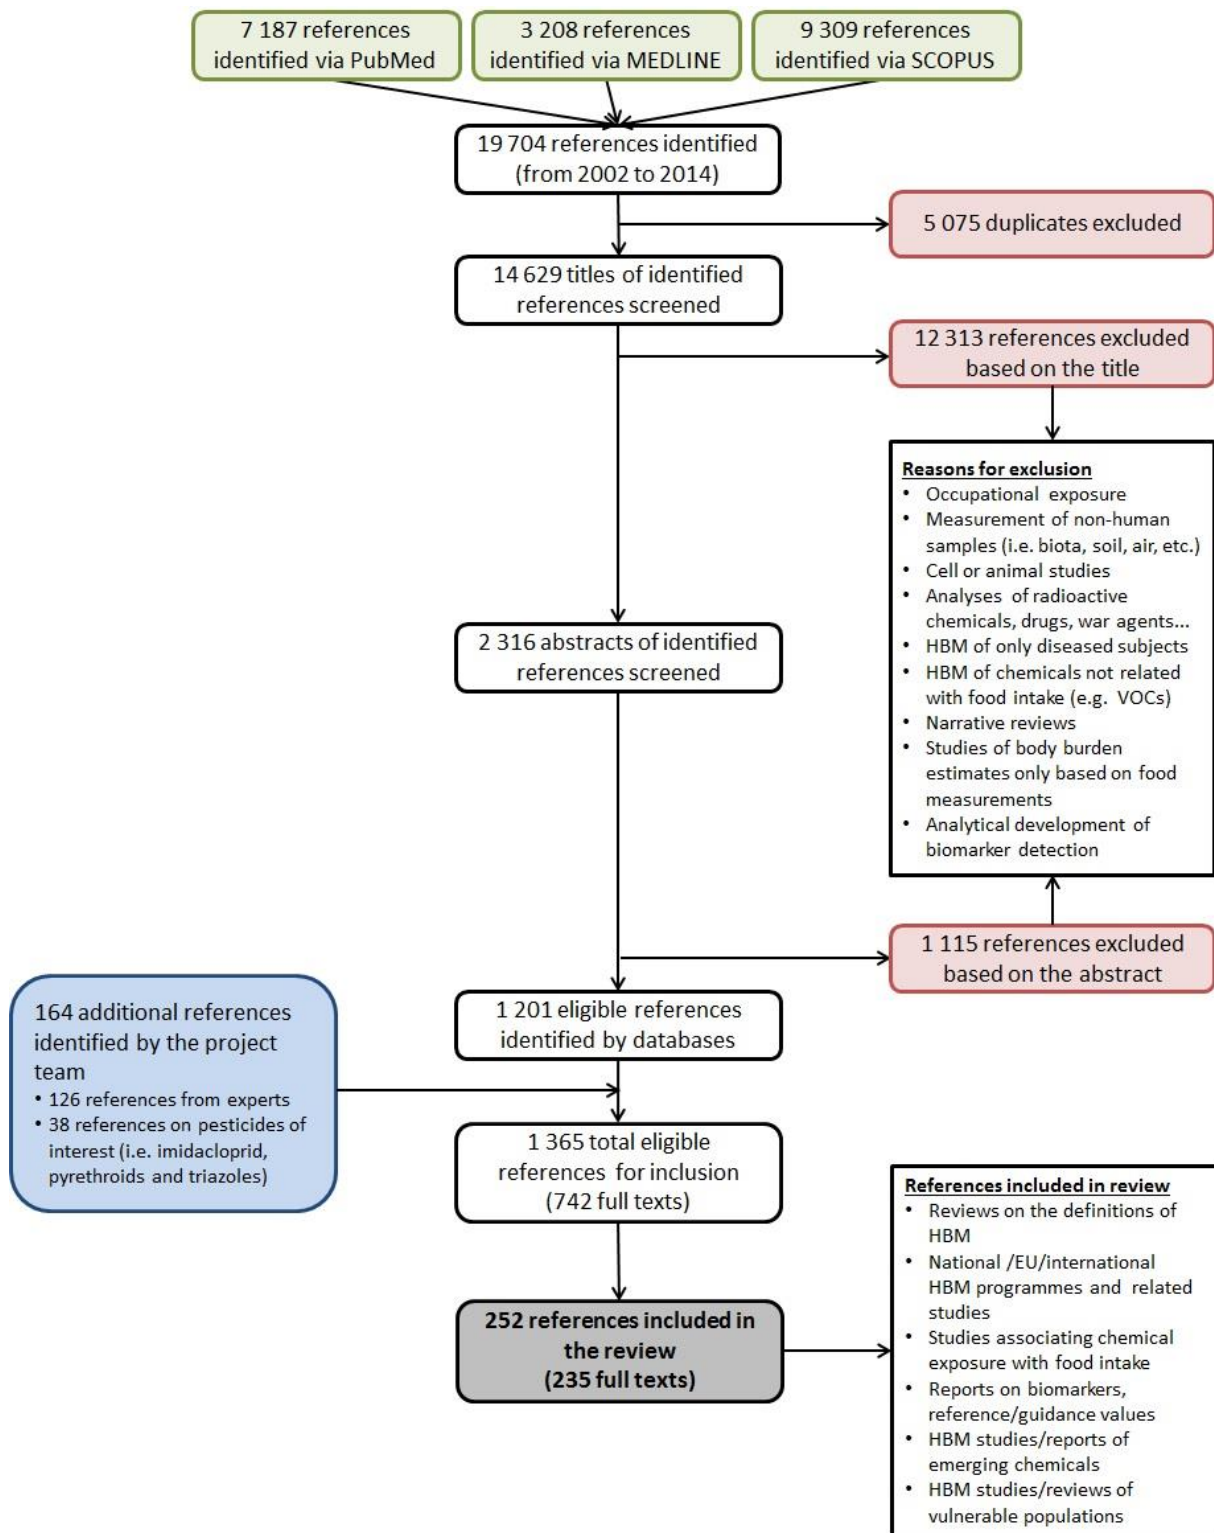 7 187 references
identified via PubMed
3 208 references
identified via MEDLINE
9 309 references
identified via SCOPUS
19 704 references identified
(from 2002 to 2014)
5 075 duplicates excluded
14 629 titles of identified
references screened
12 313 references excluded
based on the title
Reasons for exclusion
• Occupational exposure
• Measurement of non-human
samples (i.e. biota, soil, air, etc.)
• Cell or animal studies
• Analyses of radioactive
chemicals, drugs, war agents...
• HBM of only diseased subjects
• HBM of chemicals not related
with food intake (e.g. VOCs)
• Narrative reviews
• Studies of body burden
estimates only based on food
measurements
• Analytical development of
biomarker detection
2 316 abstracts of identified
references screened
1 115 references excluded
based on the abstract
1 201 eligible references
identified by databases
164 additional references
identified by the project
team
• 126 references from experts
• 38 references on pesticides of
interest (i.e. imidacloprid,
pyrethroids and triazoles)
1 365 total eligible
references for inclusion
(742 full texts)
252 references included in
the review
(235 full texts)
References included in review
• Reviews on the definitions of
HBM
• National /EU/international
HBM programmes and related
studies
• Studies associating chemical
exposure with food intake
• Reports on biomarkers,
reference/guidance values
• HBM studies/reports of
emerging chemicals
• HBM studies/reviews of
vulnerable populations